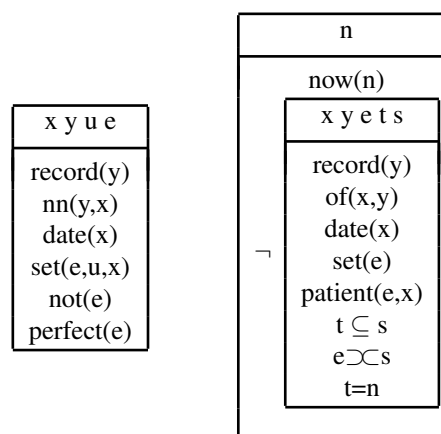 x y u e
record(y)
nn(y,x)
date(x)
set(e,u,x)
not(e)
perfect(e)
n
now(n)
¬
x y e t s
record(y)
of(x,y)
date(x)
set(e)
patient(e,x)
t ⊆ s
e⊃⊂s
t=n